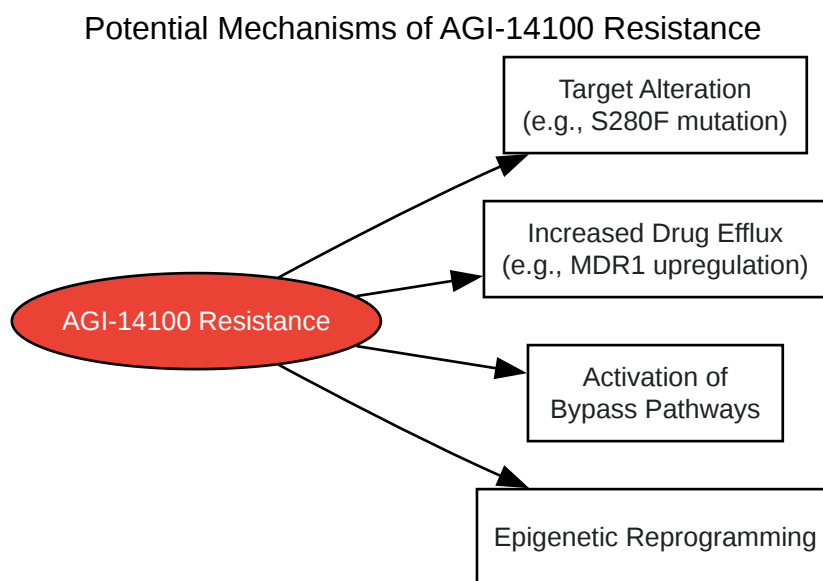 Potential Mechanisms of AGI-14100 Resistance
Target Alteration
(e.g., S280F mutation)
Increased Drug Efflux
(e.g., MDR1 upregulation)
AGI-14100 Resistance
Activation of
Bypass Pathways
Epigenetic Reprogramming